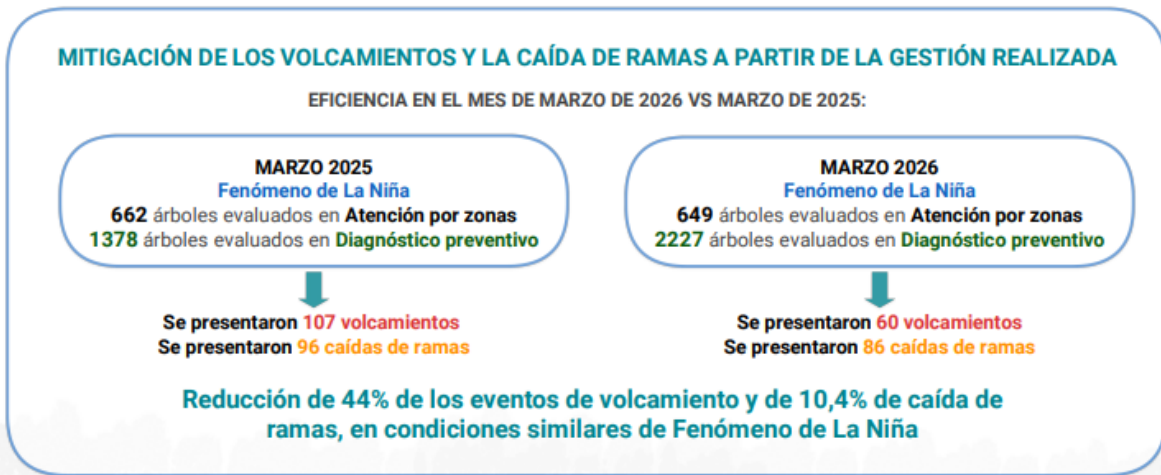 MITIGACIÓN DE LOS VOLCAMIENTOS Y LA CAÍDA DE RAMAS A PARTIR DE LA GESTIÓN REALIZADA
EFICIENCIA EN EL MES DE MARZO DE 2026 VS MARZO DE 2025:
MARZO 2025
Fenómeno de La Niña
662 árboles evaluados en Atención por zonas
1378 árboles evaluados en Diagnóstico preventivo
Se presentaron 107 volcamientos
Se presentaron 96 caídas de ramas
MARZO 2026
Fenómeno de La Niña
649 árboles evaluados en Atención por zonas
2227 árboles evaluados en Diagnóstico preventivo
Se presentaron 60 volcamientos
Se presentaron 86 caídas de ramas
Reducción de 44% de los eventos de volcamiento y de 10,4% de caída de
ramas, en condiciones similares de Fenómeno de La Niña